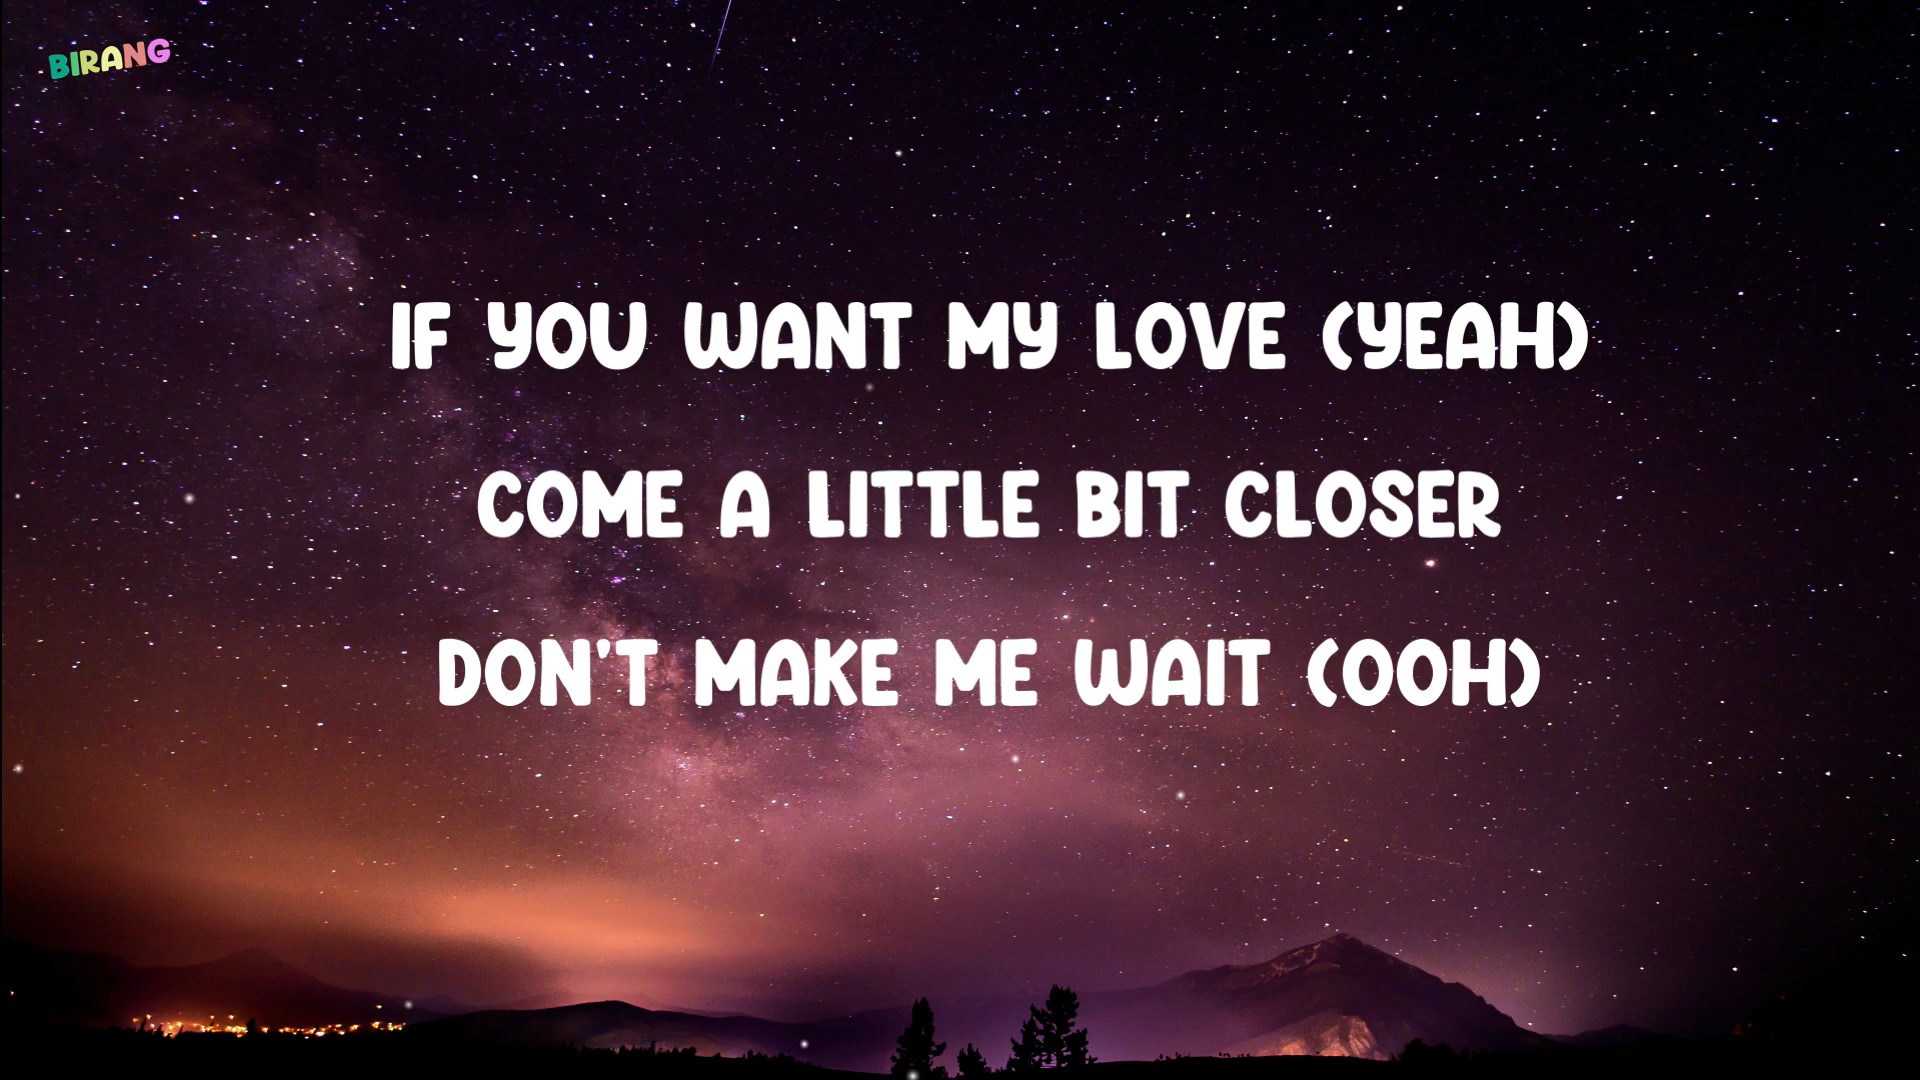 BIRANG
IF YOU WANT MY LOVE (YEAH)
COME A LITTLE BIT CLOSER
DON'T MAKE ME WAIT (OOH)